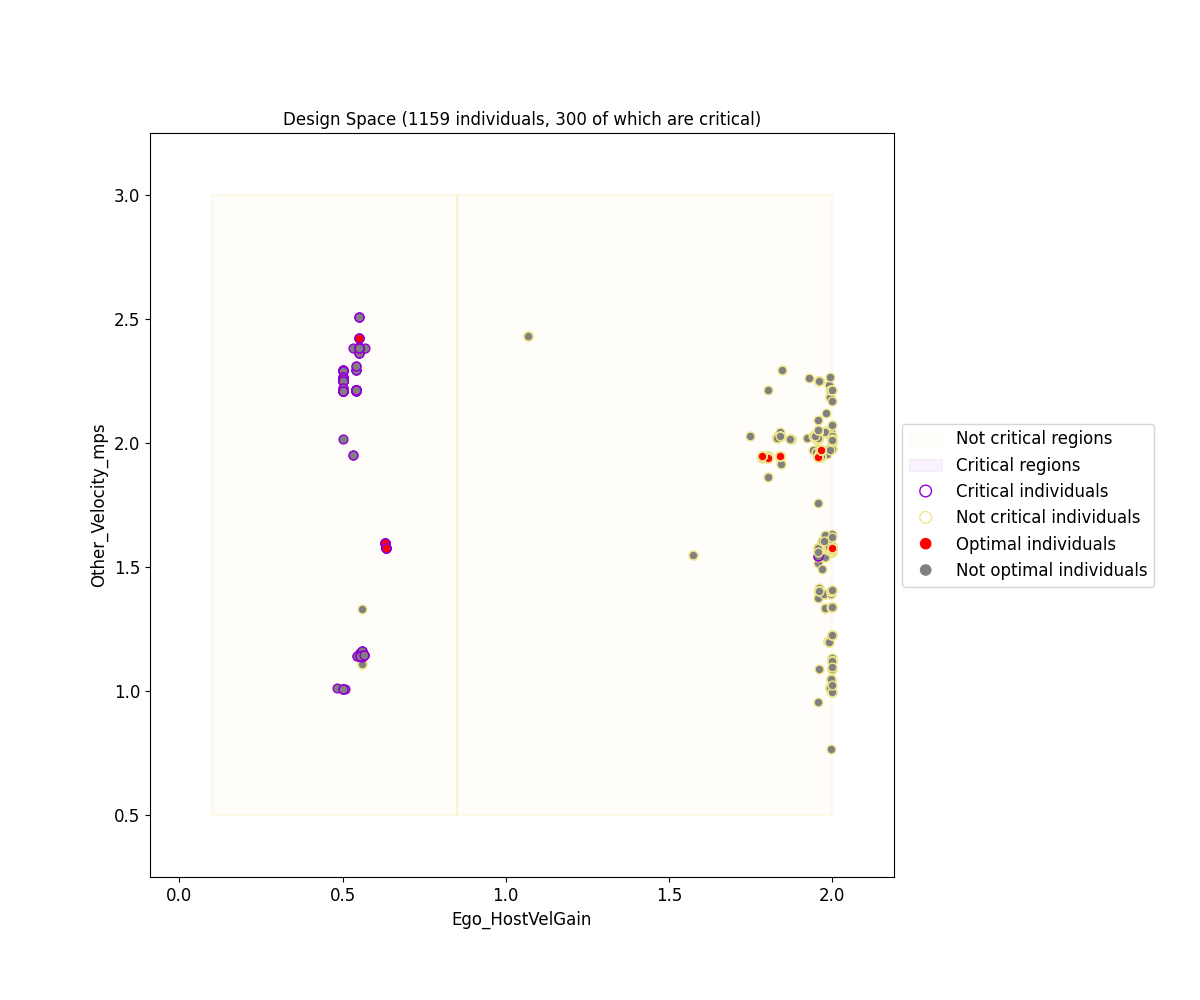 Design Space (1159 individuals, 300 of which are critical)
3.0
2.5
2.0
1.5
1.0
0.5
Other_Velocity_mps
0.0
0.5
1.0
1.5
2.0
Ego_HostVelGain
Not critical regions
Critical regions
Critical individuals
Not critical individuals
Optimal individuals
Not optimal individuals